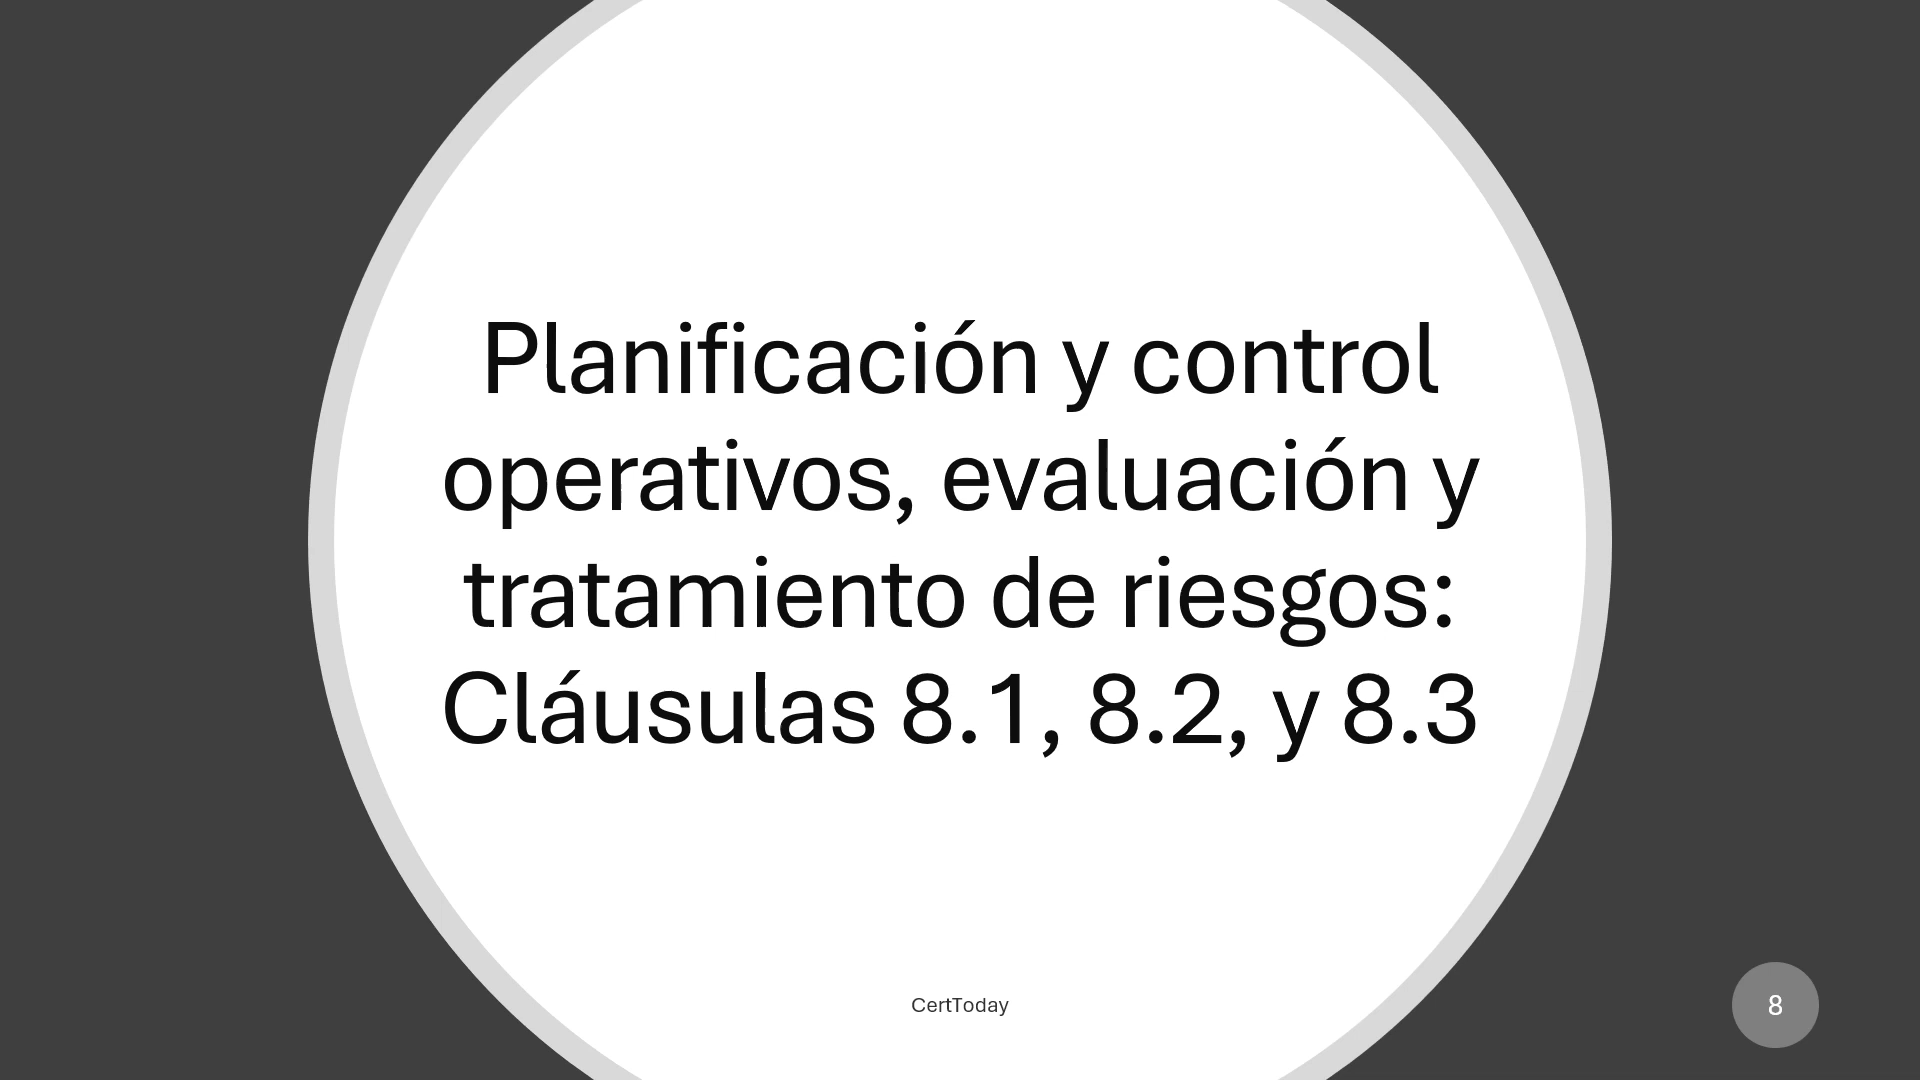 Planificación y control
operativos, evaluación y
tratamiento de riesgos:
Cláusulas 8.1, 8.2, y 8.3
CertToday
8